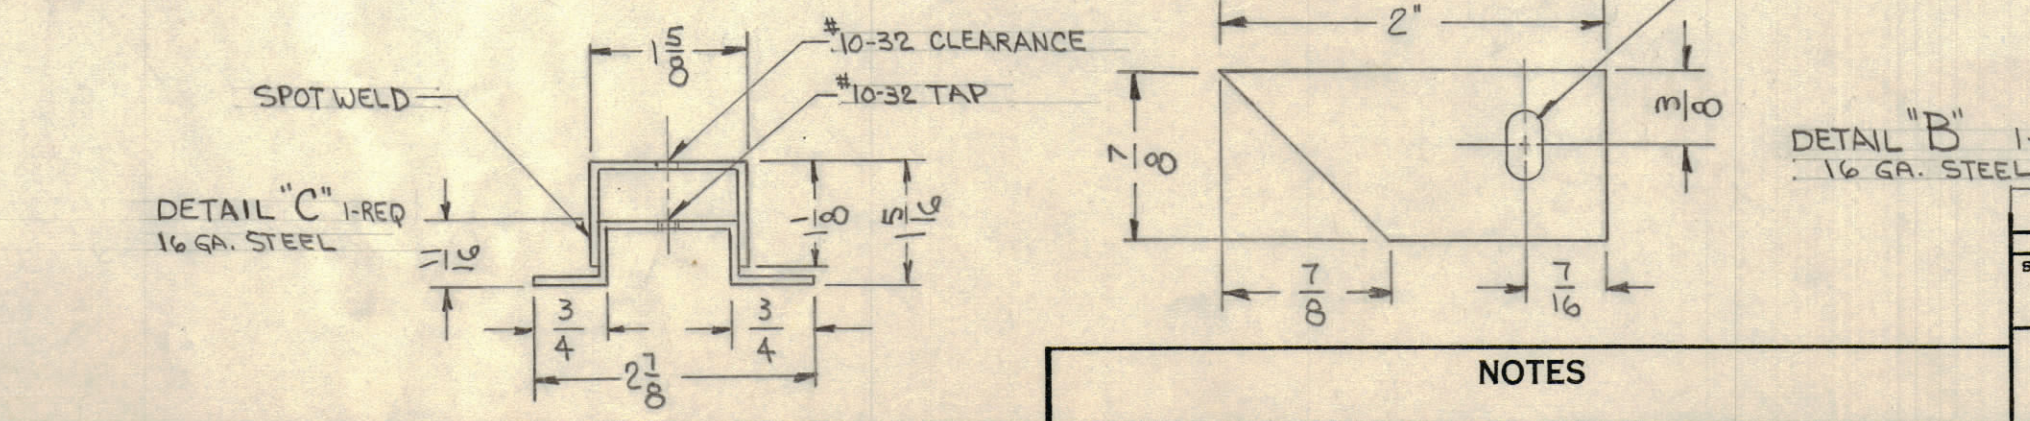 2"
1 5/8
#10-32 CLEARANCE
#10-32 TAP
SPOT WELD
DETAIL "C" 1-REQ
16 GA. STEEL
11/16
1/8
5/16
3/4
3/4
2 7/8
7/8
3/8
7/8
7/16
DETAIL "B" 1-
16 GA. STEEL
NOTES
S